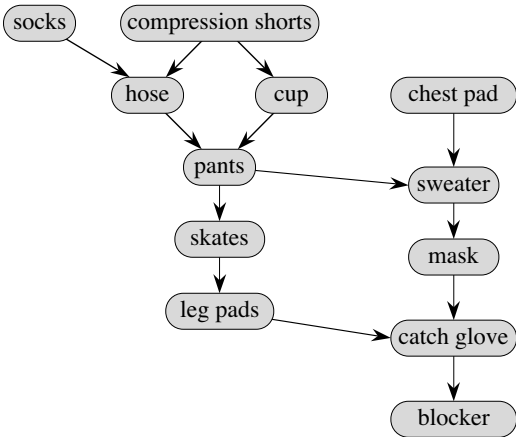 socks
compression shorts
hose
cup
chest pad
pants
sweater
skates
mask
leg pads
catch glove
blocker